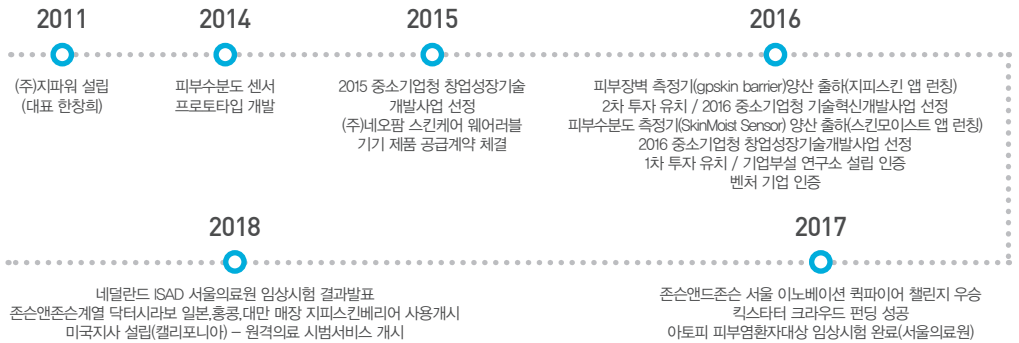 2011
(주)지파워 설립
(대표 한창희)
2014
피부수분도 센서
프로토타입 개발
2015
2015 중소기업청 창업성장기술
개발사업 선정
(주)네오팜 스킨케어 웨어러블
기기 제품 공급계약 체결
2016
피부장벽 측정기(gpskin barrier)양산 출하(지피스킨 앱 런칭)
2차 투자 유치 / 2016 중소기업청 기술혁신개발사업 선정
피부수분도 측정기(SkinMoist Sensor) 양산 출하(스킨모이스트 앱 런칭)
2016 중소기업청 창업성장기술개발사업 선정
1차 투자 유치 / 기업부설 연구소 설립 인증
벤처 기업 인증
2017
존슨앤드존슨 서울 이노베이션 퀵파이어 챌린지 우승
킥스타터 크라우드 펀딩 성공
아토피 피부염환자대상 임상시험 완료(서울의료원)
2018
네덜란드 ISAD 서울의료원 임상시험 결과발표
존슨앤존슨계열 닥터시라보 일본,홍콩,대만 매장 지피스킨베리어 사용개시
미국지사 설립(캘리포니아) – 원격의료 시범서비스 개시